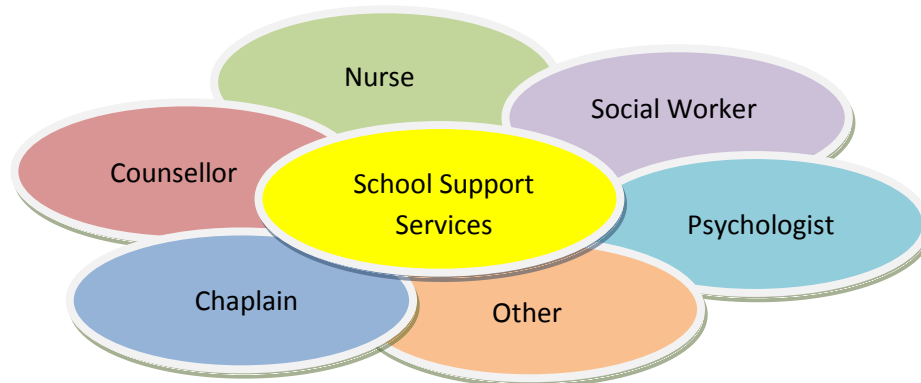 Nurse
Social Worker
Counsellor
School Support
Services
Psychologist
Chaplain
Other